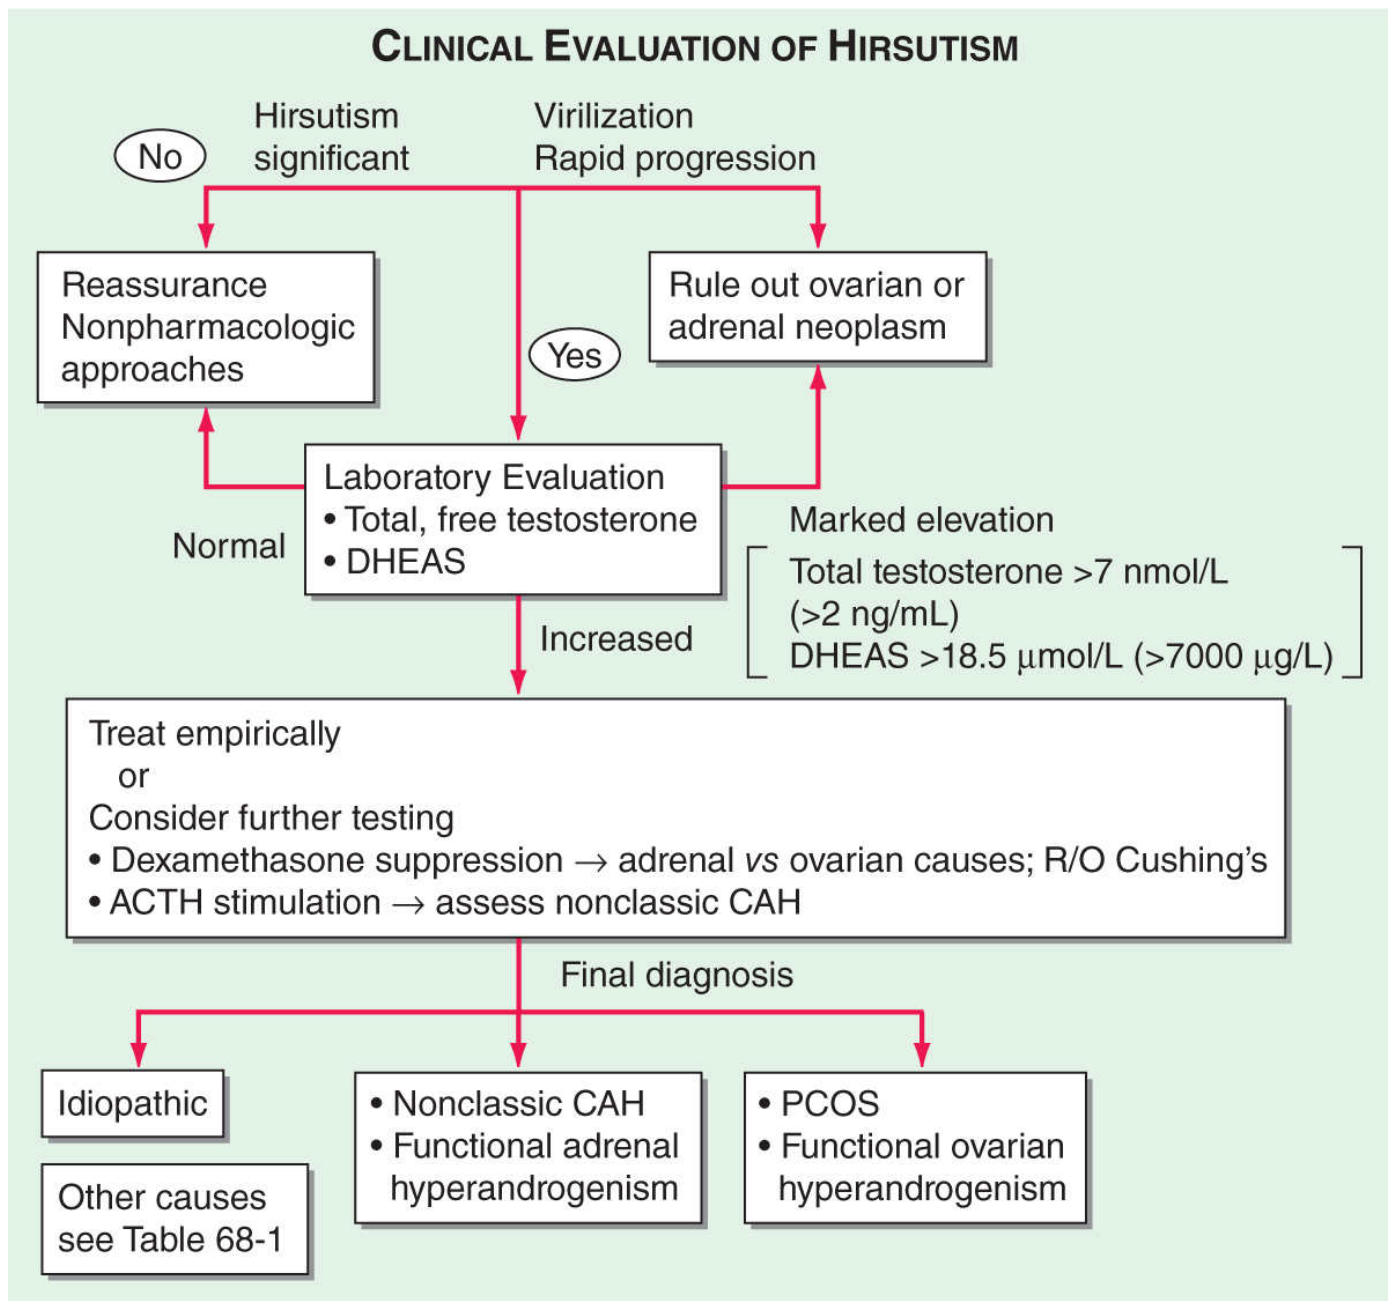 CLINICAL EVALUATION OF HIRSUTISM
No
Hirsutism
significant
Virilization
Rapid progression
Reassurance
Nonpharmacologic
approaches
Yes
Rule out ovarian or
adrenal neoplasm
Laboratory Evaluation
• Total, free testosterone
• DHEAS
Normal
Marked elevation
Total testosterone >7 nmol/L
(>2 ng/mL)
DHEAS >18.5 μmol/L (>7000 μg/L)
Increased
Treat empirically
or
Consider further testing
• Dexamethasone suppression → adrenal vs ovarian causes; R/O Cushing's
• ACTH stimulation → assess nonclassic CAH
Final diagnosis
Idiopathic
Other causes
see Table 68-1
• Nonclassic CAH
• Functional adrenal
hyperandrogenism
• PCOS
• Functional ovarian
hyperandrogenism